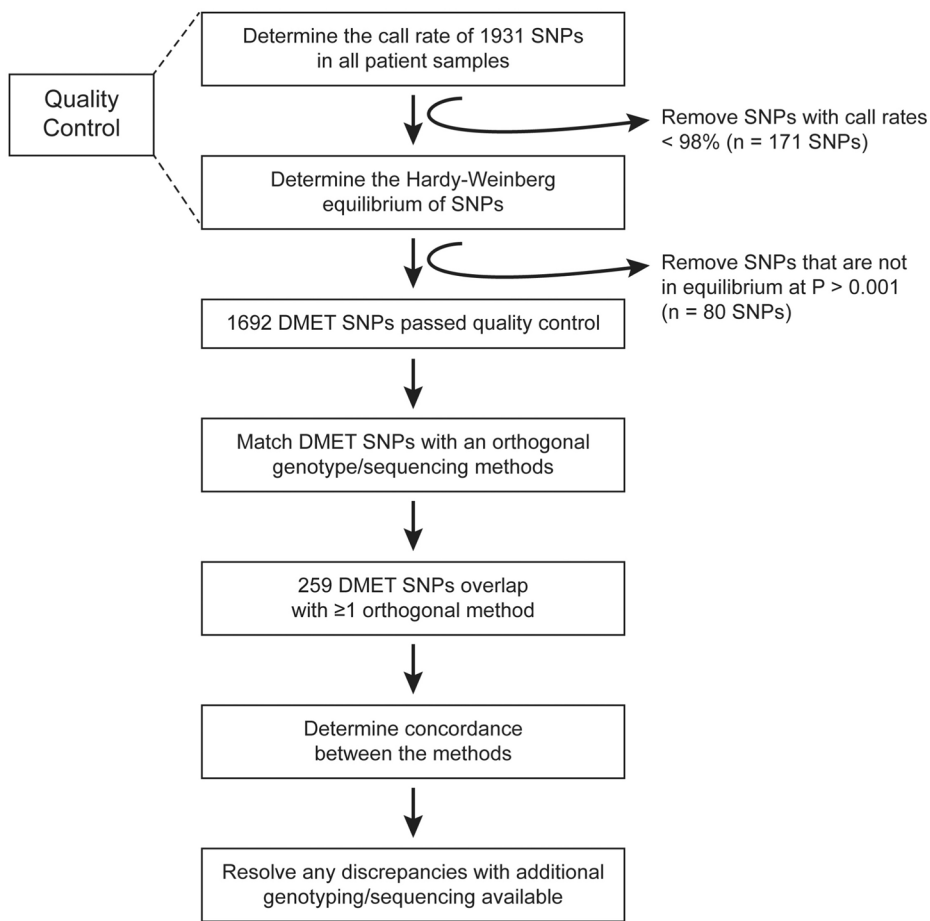 Determine the call rate of 1931 SNPs
in all patient samples
Quality
Control
Remove SNPs with call rates
< 98% (n = 171 SNPs)
Determine the Hardy-Weinberg
equilibrium of SNPs
Remove SNPs that are not
in equilibrium at P > 0.001
(n = 80 SNPs)
1692 DMET SNPs passed quality control
Match DMET SNPs with an orthogonal
genotype/sequencing methods
259 DMET SNPs overlap
with ≥1 orthogonal method
Determine concordance
between the methods
Resolve any discrepancies with additional
genotyping/sequencing available